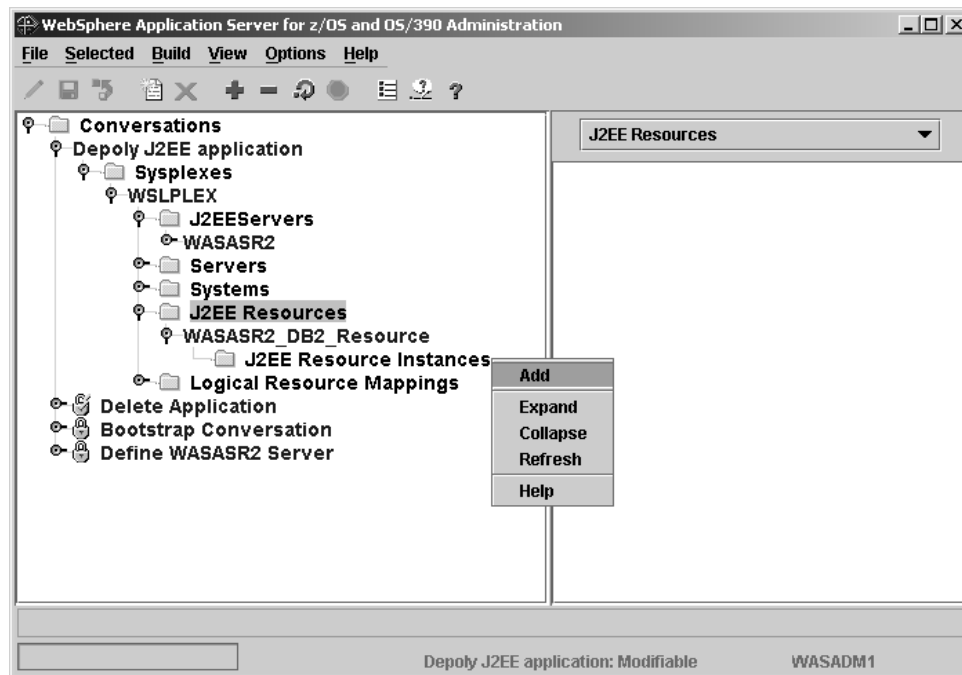 WebSphere Application Server for z/OS and OS/390 Administration
File Selected Build View Options Help
Conversations
J2EE Resources
Depoly J2EE application
Sysplexes
WSLPLEX
J2EEServers
WASASR2
Servers
Systems
J2EE Resources
WASASR2_DB2_Resource
J2EE Resource Instances
Add
Logical Resource Mappings
Delete Application
Expand
Bootstrap Conversation
Collapse
Define WASASR2 Server
Refresh
Help
Depoly J2EE application: Modifiable WASADM1